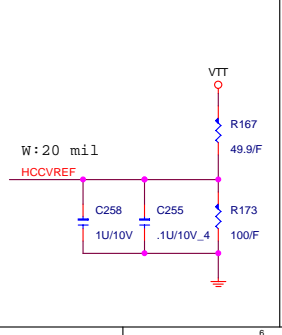 VTT
R167
49.9/F
W:20 mil
HCCVREF
C258
C255
R173
1U/10V
.1U/10V_4
100/F
6